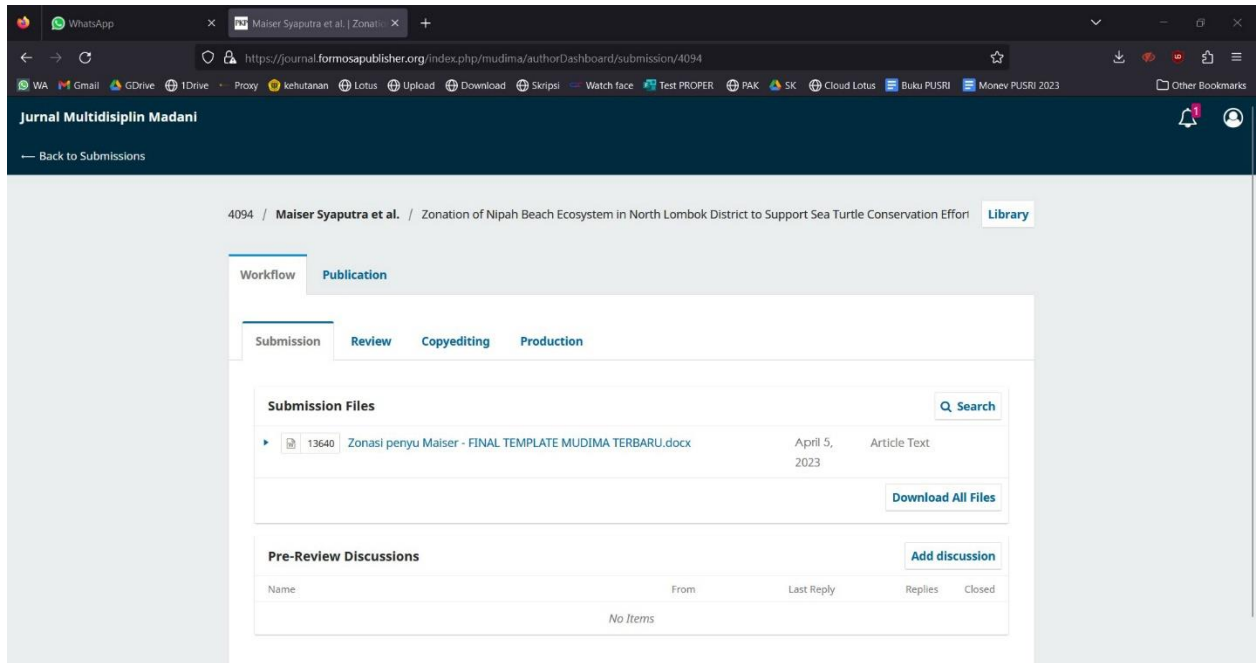 WhatsApp
PKP Maiser Syaputra et al. | Zonatio
https://journal.formosapublisher.org/index.php/mudima/authorDashboard/submission/4094
WA Gmail GDrive 1Drive Proxy kehutanan Lotus Upload Download Skripsi Watch face Test PROPER PAK SK Cloud Lotus Buku PUSRI Monev PUSRI 2023 Other Bookmarks
Jurnal Multidisiplin Madani 1
← Back to Submissions
4094 / Maiser Syaputra et al. / Zonation of Nipah Beach Ecosystem in North Lombok District to Support Sea Turtle Conservation Effort Library
Workflow Publication
Submission Review Copyediting Production
Submission Files Search
13640 Zonasi penyu Maiser - FINAL TEMPLATE MUDIMA TERBARU.docx April 5, Article Text
2023
Download All Files
Pre-Review Discussions Add discussion
Name From Last Reply Replies Closed
No Items